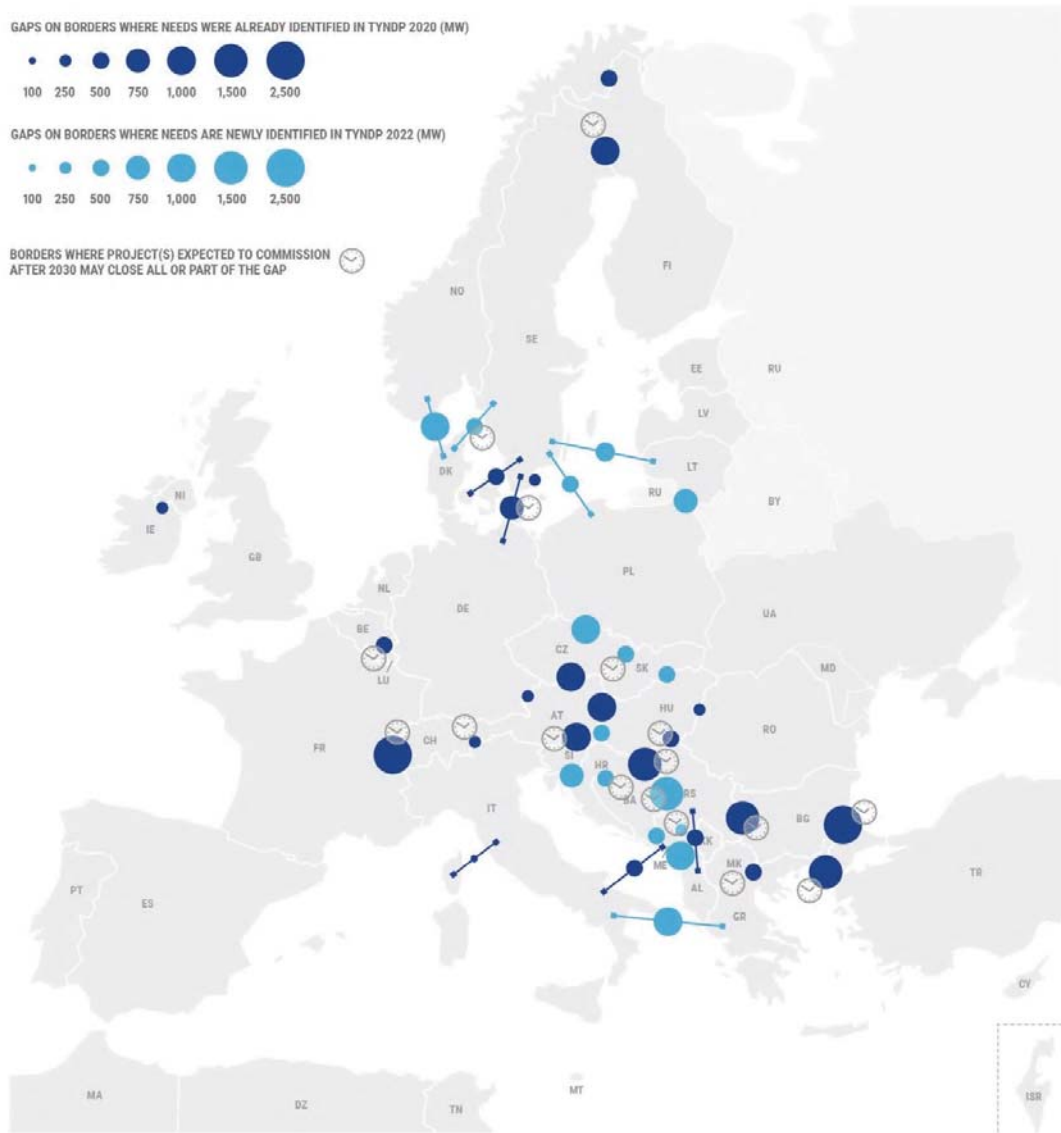 GAPS ON BORDERS WHERE NEEDS WERE ALREADY IDENTIFIED IN TYNDP 2020 (MW)
100 250 500 750 1,000 1,500 2,500
GAPS ON BORDERS WHERE NEEDS ARE NEWLY IDENTIFIED IN TYNDP 2022 (MW)
100 250 500 750 1,000 1,500 2,500
BORDERS WHERE PROJECT(S) EXPECTED TO COMMISSION
AFTER 2030 MAY CLOSE ALL OR PART OF THE GAP
FI
NO
SE
EE
RU
LV
DK
LT
NI
RU
BY
IE
GB
PL
NL
DE
UA
BE
CZ
SK
MD
LU
HU
AT
RO
FR
CH
SI
HR
BA
RS
IT
BG
ME
MK
TR
PT
AL
ES
GR
CY
MT
MA
DZ
TN
ISR